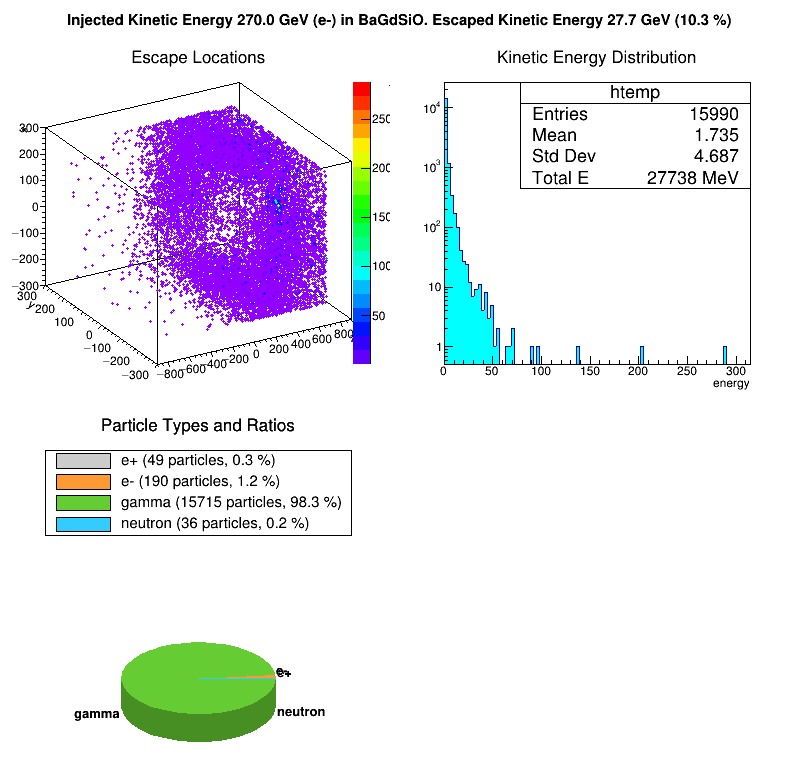 Injected Kinetic Energy 270.0 GeV (e-) in BaGdSiO. Escaped Kinetic Energy 27.7 GeV (10.3 %)
Escape Locations
300
200
100
0
−100
−200
−300
300
200
100
0
−100
−200
−300
−800
−600
−400
−200
0
200
400
600
800
y
250
200
150
100
50
Kinetic Energy Distribution
htemp
Entries 15990
Mean 1.735
Std Dev 4.687
Total E 27738 MeV
10⁴
10³
10²
10
1
0 50 100 150 200 250 300
energy
Particle Types and Ratios
e+ (49 particles, 0.3 %)
e- (190 particles, 1.2 %)
gamma (15715 particles, 98.3 %)
neutron (36 particles, 0.2 %)
e+
gamma
neutron